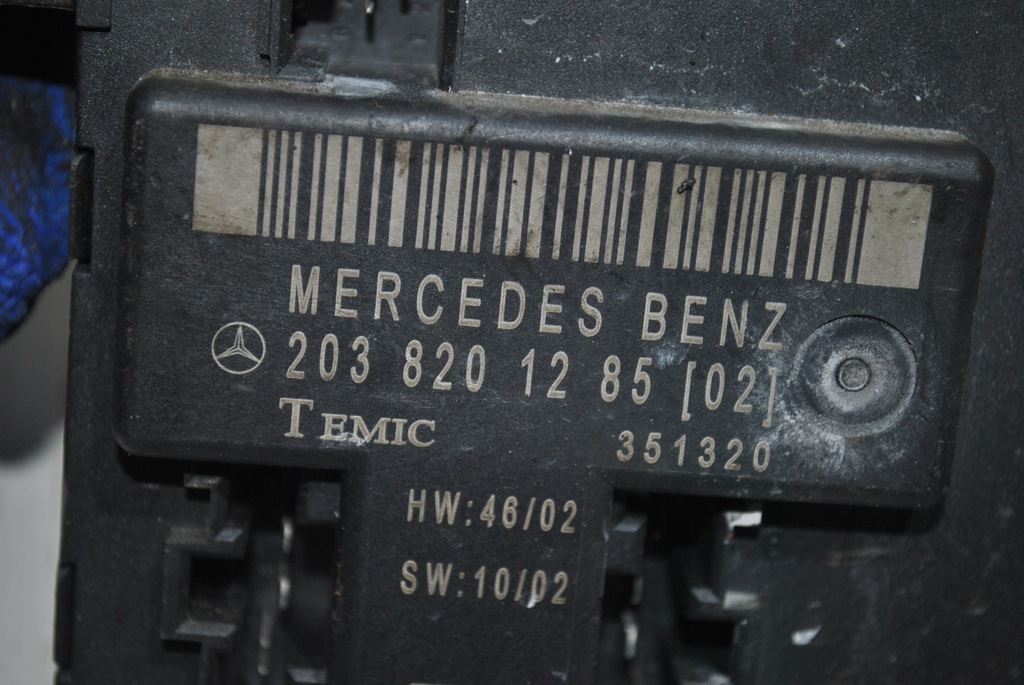 MERCEDES BENZ
203 820 12 85 [02]
TEMIC
351320
HW:46/02
SW:10/02